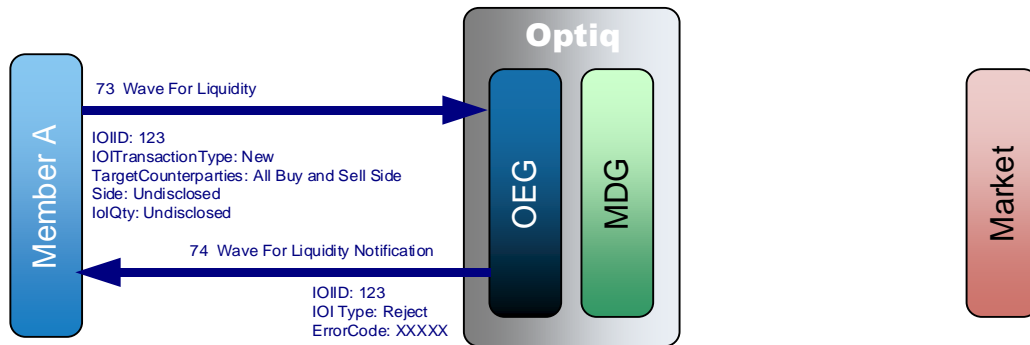 Optiq
73 Wave For Liquidity
IOIID: 123
IOITransactionType: New
TargetCounterparties: All Buy and Sell Side
Side: Undisclosed
IoIQty: Undisclosed
74 Wave For Liquidity Notification
IOIID: 123
IOI Type: Reject
ErrorCode: XXXXX
Member A
OEG
MDG
Market